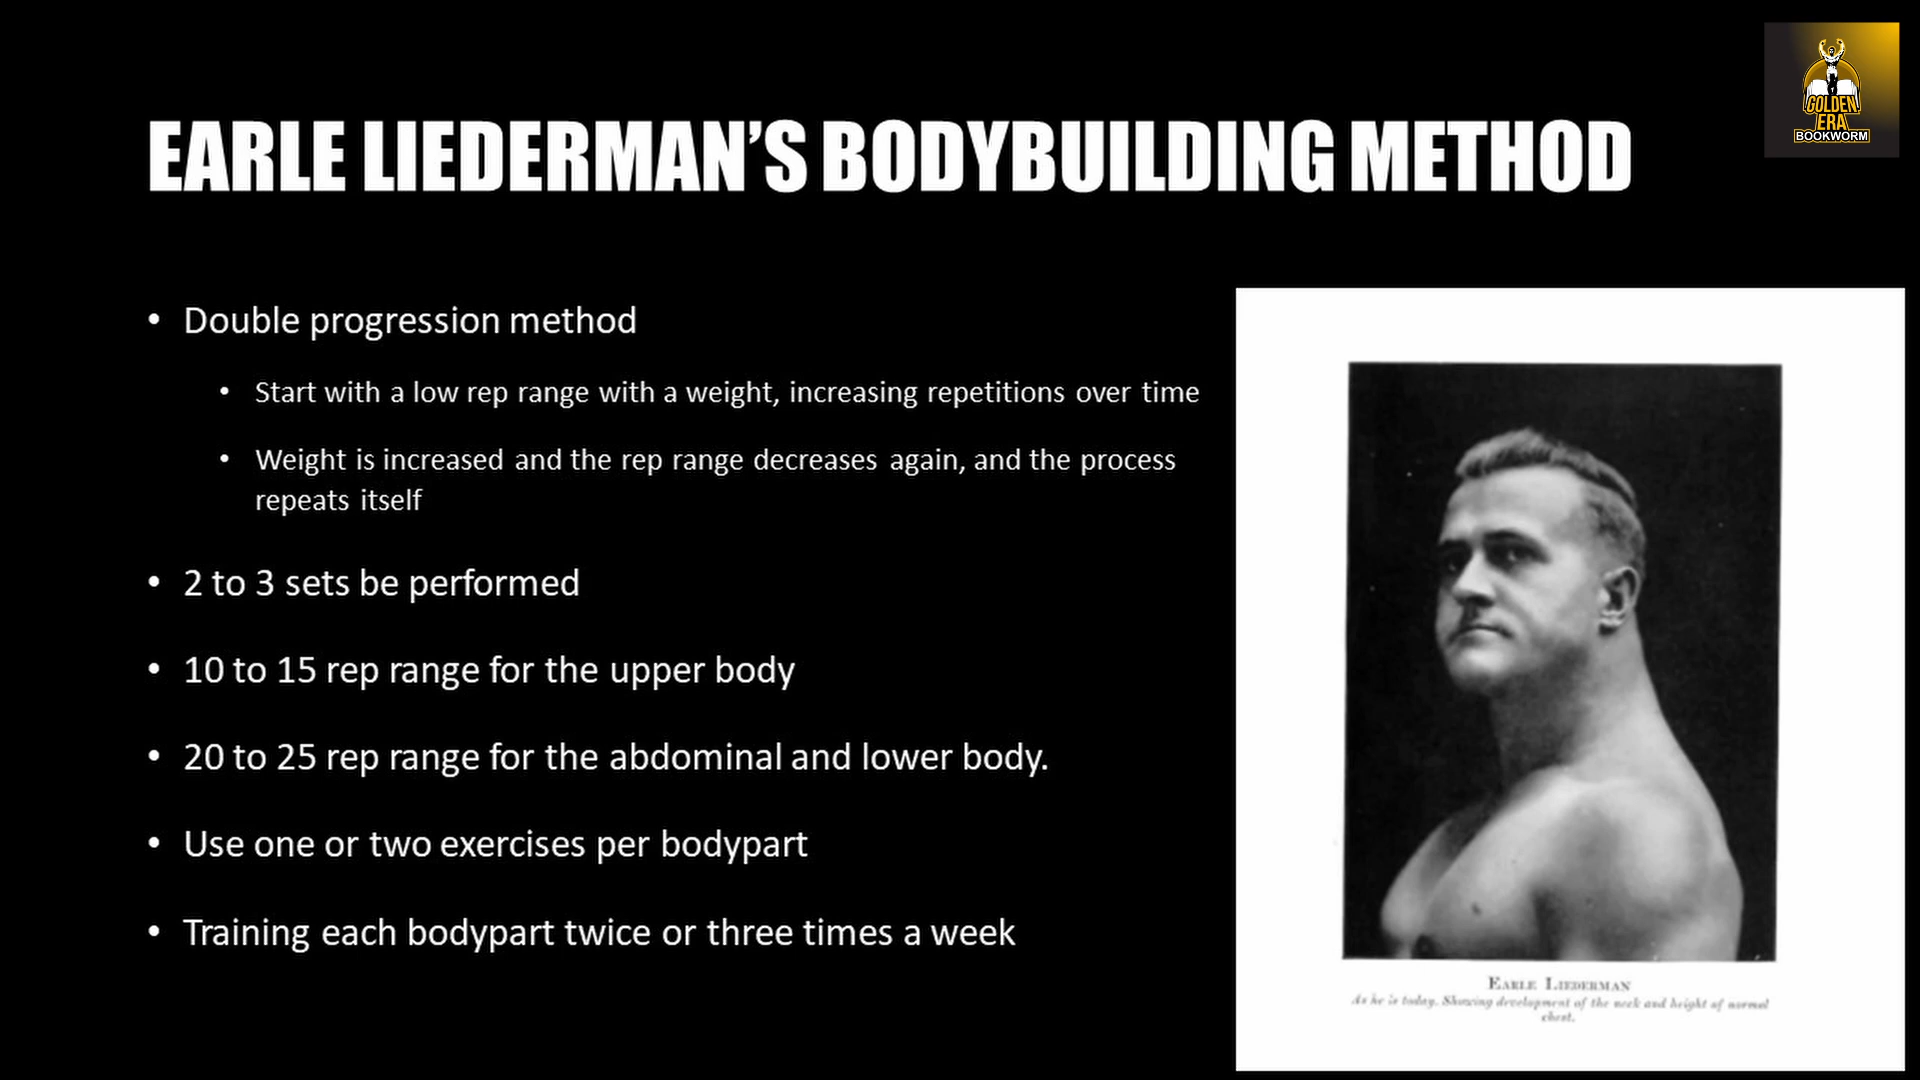 GOLDEN
ERA
BOOKWORM
EARLE LIEDERMAN’S BODYBUILDING METHOD
• Double progression method
• Start with a low rep range with a weight, increasing repetitions over time
• Weight is increased and the rep range decreases again, and the process
repeats itself
• 2 to 3 sets be performed
• 10 to 15 rep range for the upper body
• 20 to 25 rep range for the abdominal and lower body.
• Use one or two exercises per bodypart
• Training each bodypart twice or three times a week
EARLE LIEDERMAN
As he is today. Showing development of the neck and height of normal
chest.